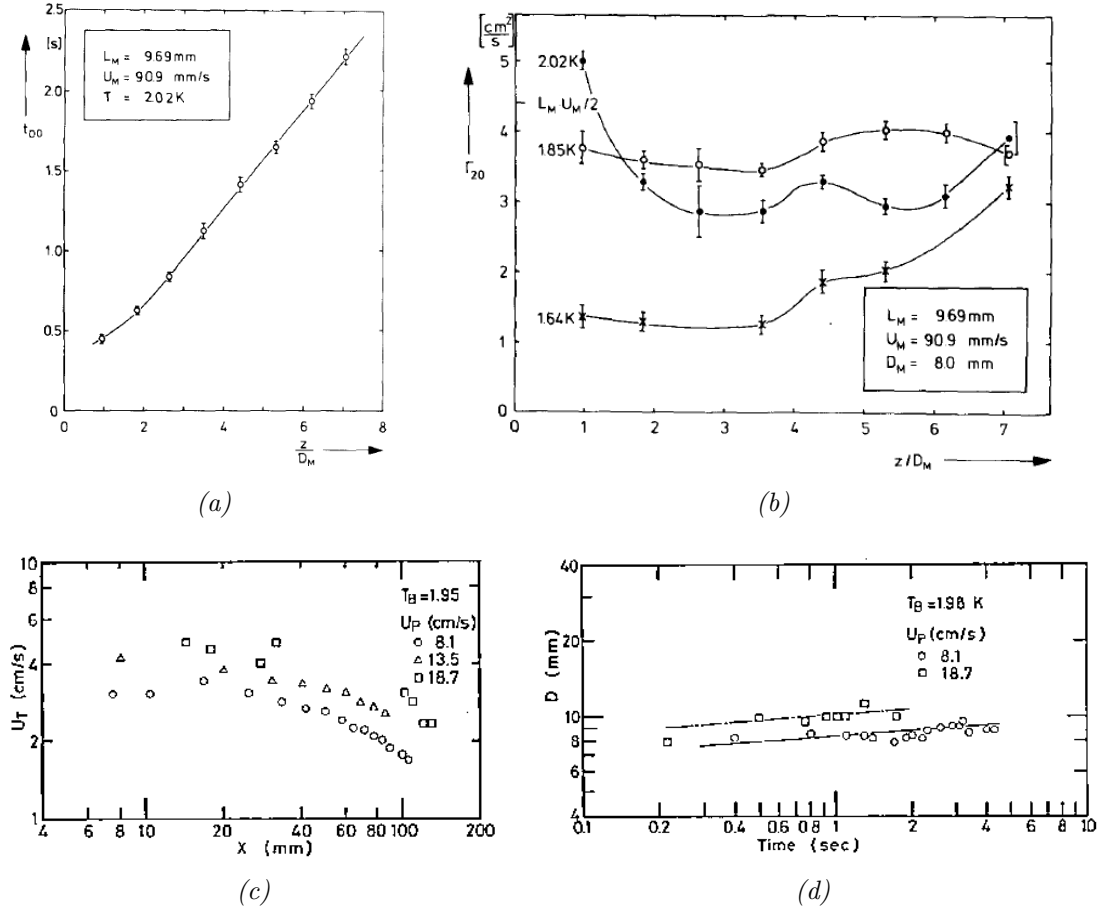 2.5
[s]
t_D0
2.0
1.5
1.0
0.5
0
L_M = 9.69mm
U_M = 90.9 mm/s
T = 2.02K
0 2 4 6 8
z
D_M
(a)
[cm²
s]
5
4
3
2
1
0
Γ_20
2.02K
L_M U_M/2
1.85K
1.64K
L_M = 9.69mm
U_M = 90.9 mm/s
D_M = 8.0 mm
0 1 2 3 4 5 6 7
z/D_M
(b)
10
8
6
4
2
1
U_T (cm/s)
T_B=1.95
U_P (cm/s)
8.1
13.5
18.7
4 6 8 10 20 40 60 80 100 200
X (mm)
(c)
40
20
10
8
6
4
D (mm)
T_B=1.98 K
U_P (cm/s)
8.1
18.7
0.1 0.2 0.4 0.6 0.8 1 2 4 6 8 10
Time (sec)
(d)